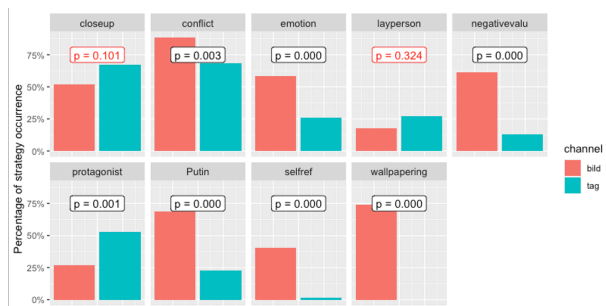 closeup conflict emotion layperson negativevalu
75%
p = 0.101 p = 0.003 p = 0.000 p = 0.324 p = 0.000
50%
25%
0%
Percentage of strategy occurrence
protagonist Putin selfref wallpapering
75%
p = 0.001 p = 0.000 p = 0.000 p = 0.000
50%
25%
0%
channel
bild
tag